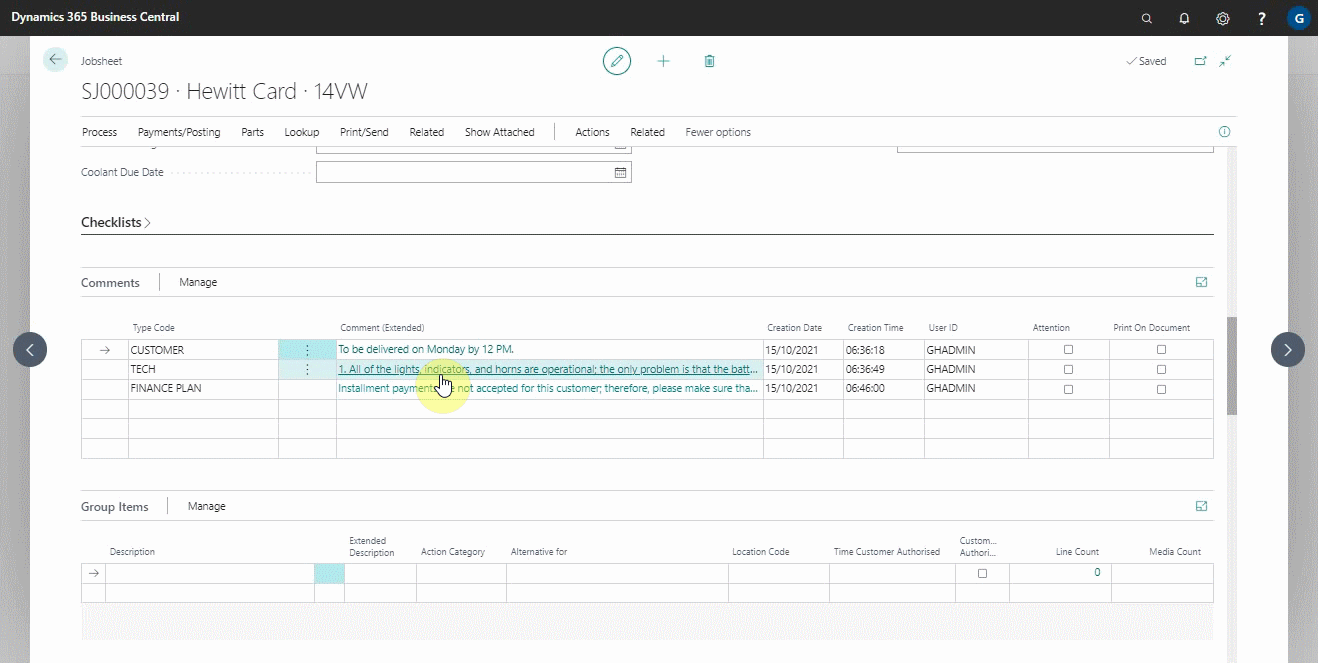 Dynamics 365 Business Central
?
G
Jobsheet
Saved
SJ000039 · Hewitt Card · 14VW
Process Payments/Posting Parts Lookup Print/Send Related Show Attached Actions Related Fewer options
Coolant Due Date
Checklists
Comments Manage
Type Code Comment (Extended) Creation Date Creation Time User ID Attention Print On Document
CUSTOMER To be delivered on Monday by 12 PM. 15/10/2021 06:36:18 GHADMIN
TECH 1. All of the lights, indicators, and horns are operational; the only problem is that the batt... 15/10/2021 06:36:49 GHADMIN
FINANCE PLAN Installment payments not accepted for this customer; therefore, please make sure tha... 15/10/2021 06:46:00 GHADMIN
Group Items Manage
Description Extended Description Action Category Alternative for Location Code Time Customer Authorised Custom... Authori... Line Count Media Count
0